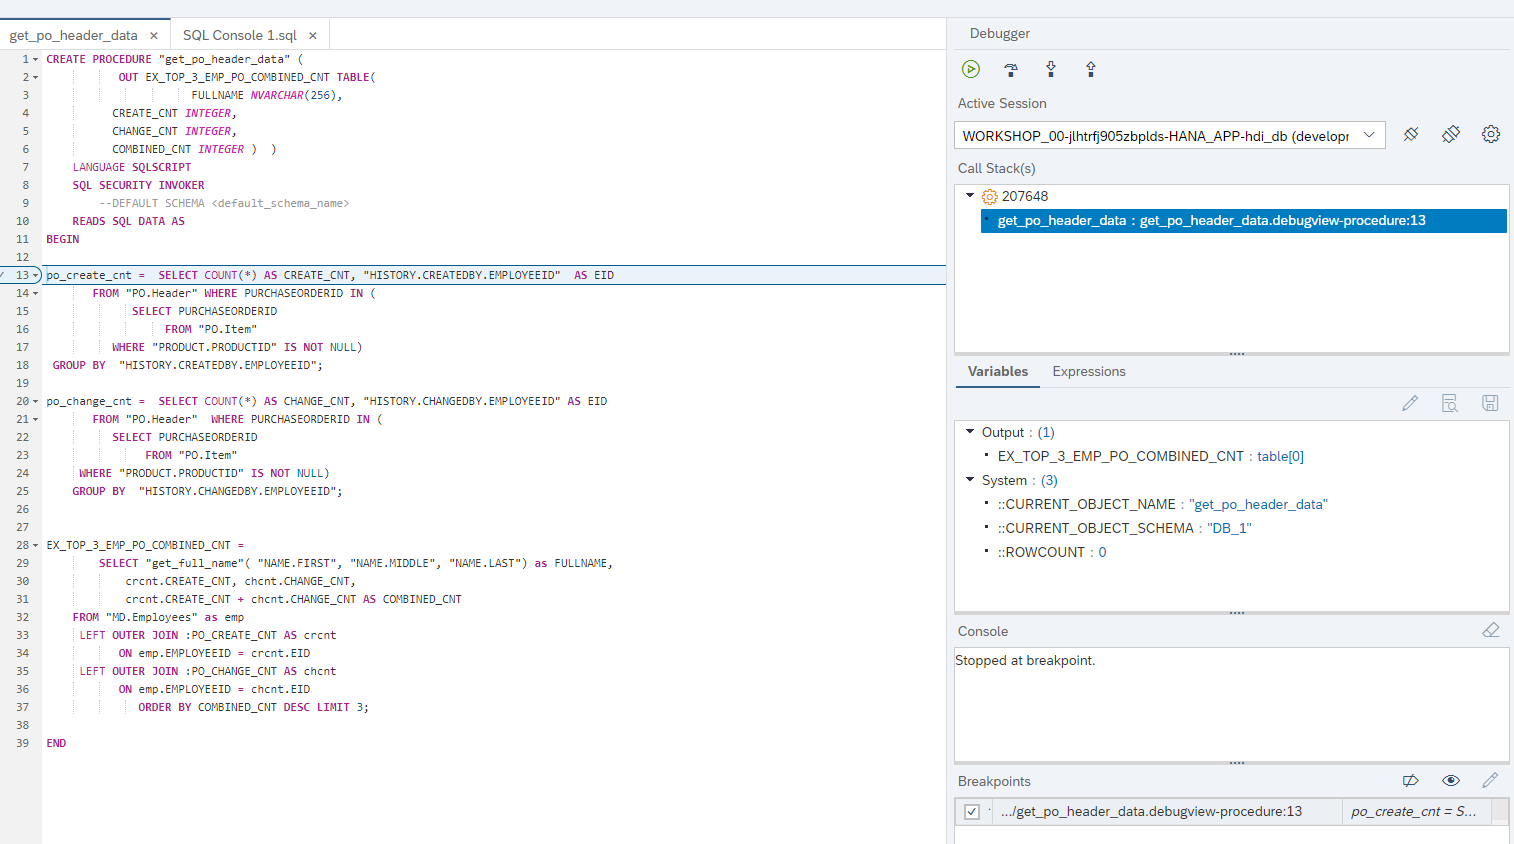 get_po_header_data ×
SQL Console 1.sql ×
1 CREATE PROCEDURE "get_po_header_data" (
2 OUT EX_TOP_3_EMP_PO_COMBINED_CNT TABLE(
3 FULLNAME NVARCHAR(256),
4 CREATE_CNT INTEGER,
5 CHANGE_CNT INTEGER,
6 COMBINED_CNT INTEGER ) )
7 LANGUAGE SQLSCRIPT
8 SQL SECURITY INVOKER
9 --DEFAULT SCHEMA <default_schema_name>
10 READS SQL DATA AS
11 BEGIN
12
13 po_create_cnt = SELECT COUNT(*) AS CREATE_CNT, "HISTORY.CREATEDBY.EMPLOYEEID" AS EID
14 FROM "PO.Header" WHERE PURCHASEORDERID IN (
15 SELECT PURCHASEORDERID
16 FROM "PO.Item"
17 WHERE "PRODUCT.PRODUCTID" IS NOT NULL)
18 GROUP BY "HISTORY.CREATEDBY.EMPLOYEEID";
19
20 po_change_cnt = SELECT COUNT(*) AS CHANGE_CNT, "HISTORY.CHANGEDBY.EMPLOYEEID" AS EID
21 FROM "PO.Header" WHERE PURCHASEORDERID IN (
22 SELECT PURCHASEORDERID
23 FROM "PO.Item"
24 WHERE "PRODUCT.PRODUCTID" IS NOT NULL)
25 GROUP BY "HISTORY.CHANGEDBY.EMPLOYEEID";
26
27
28 EX_TOP_3_EMP_PO_COMBINED_CNT =
29 SELECT "get_full_name"( "NAME.FIRST", "NAME.MIDDLE", "NAME.LAST") as FULLNAME,
30 crcnt.CREATE_CNT, chcnt.CHANGE_CNT,
31 crcnt.CREATE_CNT + chcnt.CHANGE_CNT AS COMBINED_CNT
32 FROM "MD.Employees" as emp
33 LEFT OUTER JOIN :PO_CREATE_CNT AS crcnt
34 ON emp.EMPLOYEEID = crcnt.EID
35 LEFT OUTER JOIN :PO_CHANGE_CNT AS chcnt
36 ON emp.EMPLOYEEID = chcnt.EID
37 ORDER BY COMBINED_CNT DESC LIMIT 3;
38
39 END
Debugger
Active Session
WORKSHOP_00-jlhtrfj905zbplds-HANA_APP-hdi_db (developr
Call Stack(s)
207648
get_po_header_data : get_po_header_data.debugview-procedure:13
Variables
Expressions
Output : (1)
EX_TOP_3_EMP_PO_COMBINED_CNT : table[0]
System : (3)
::CURRENT_OBJECT_NAME : "get_po_header_data"
::CURRENT_OBJECT_SCHEMA : "DB_1"
::ROWCOUNT : 0
Console
Stopped at breakpoint.
Breakpoints
.../get_po_header_data.debugview-procedure:13
po_create_cnt = S...